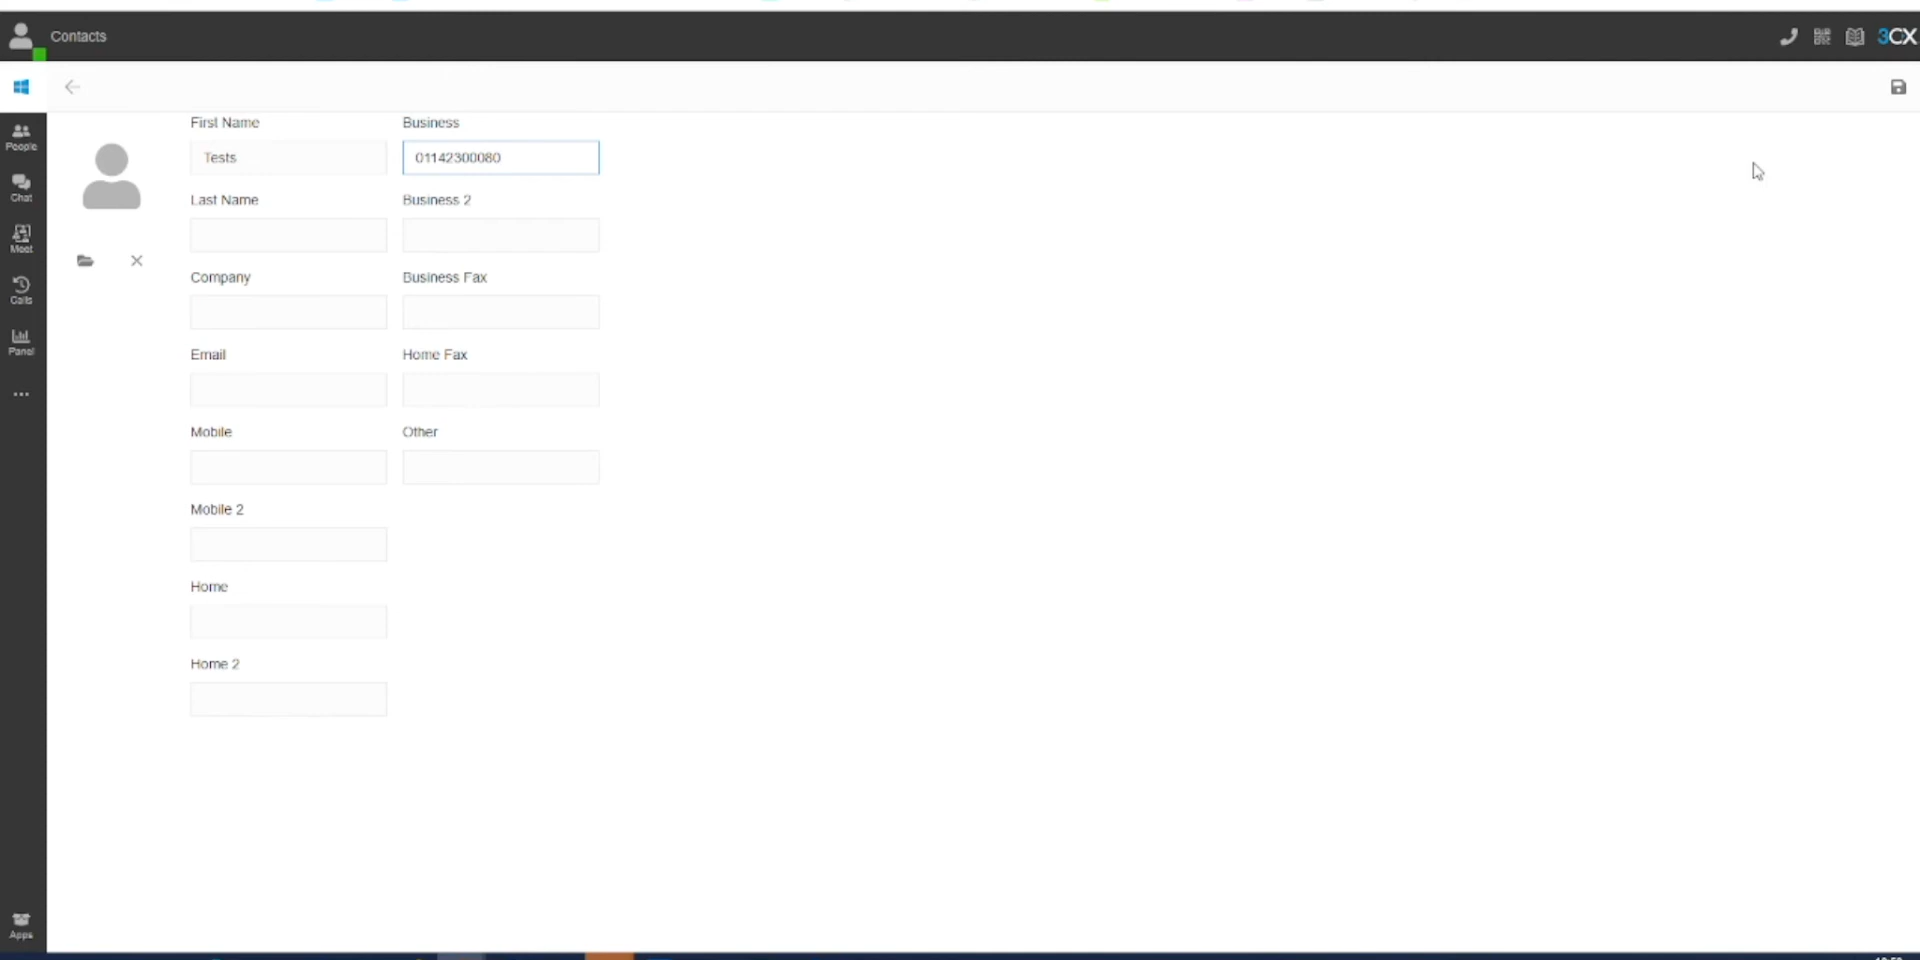 Contacts
3CX
People
Chat
Meet
Calls
Panel
Apps
First Name
Business
Tests
01142300080
Last Name
Business 2
Company
Business Fax
Email
Home Fax
Mobile
Other
Mobile 2
Home
Home 2